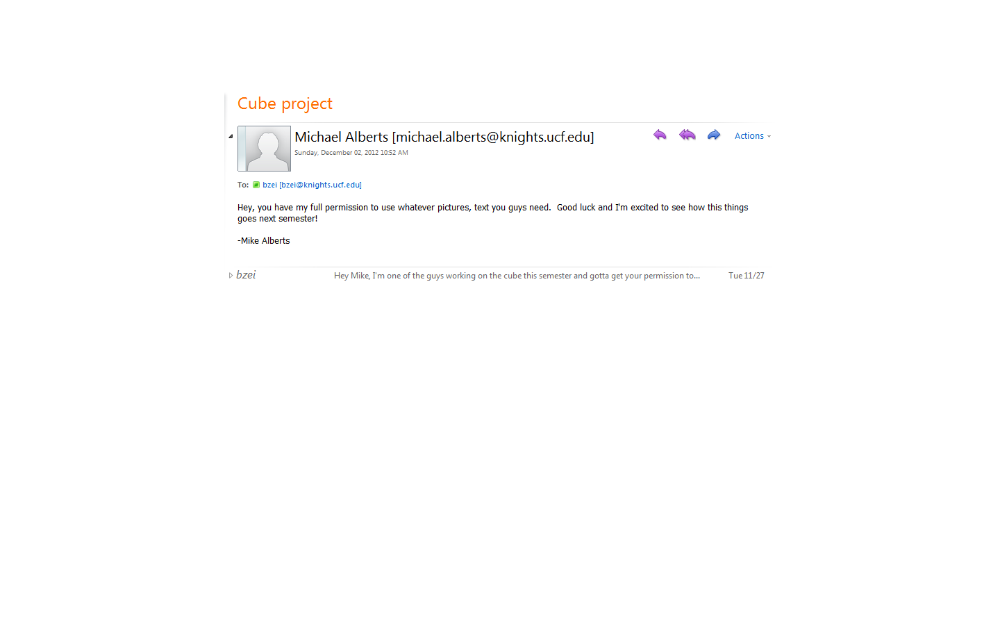 Cube project
Michael Alberts [michael.alberts@knights.ucf.edu]
Actions
Sunday, December 02, 2012 10:52 AM
To: bzei [bzei@knights.ucf.edu]
Hey, you have my full permission to use whatever pictures, text you guys need.  Good luck and I'm excited to see how this things
goes next semester!
-Mike Alberts
bzei Hey Mike, I'm one of the guys working on the cube this semester and gotta get your permission to... Tue 11/27